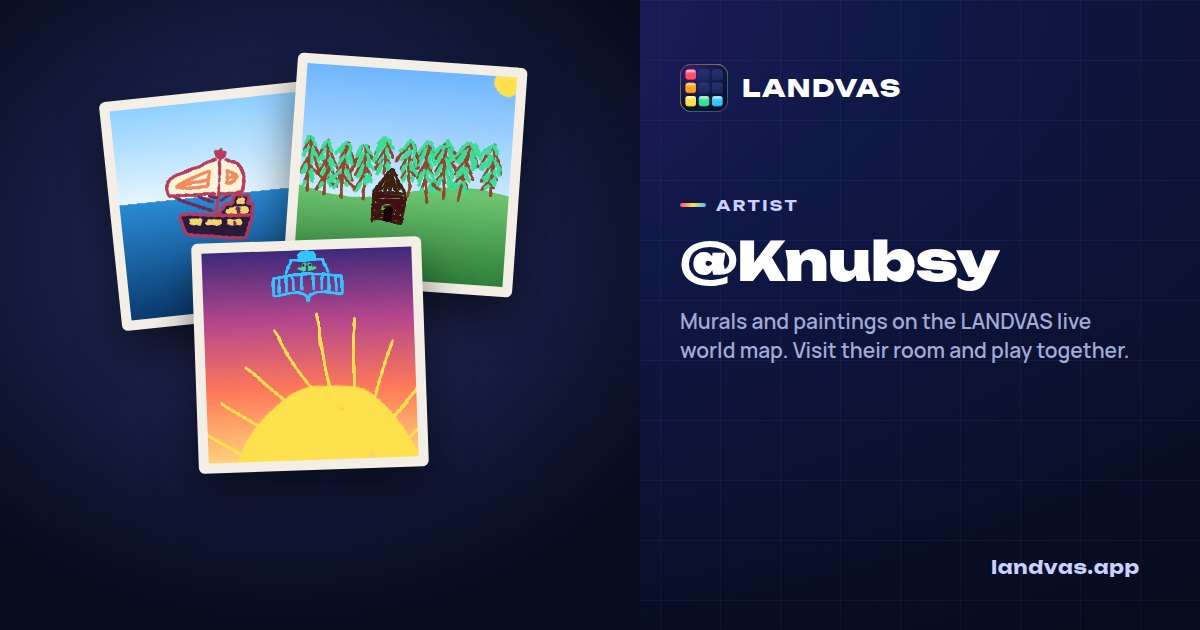 LANDVAS
ARTIST
@Knubsy
Murals and paintings on the LANDVAS live
world map. Visit their room and play together.
landvas.app